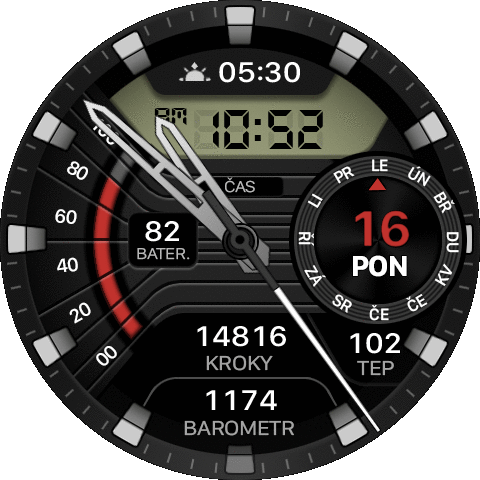 05:30
10:52
100
80
60
40
20
00
ČAS
82
BATER.
LE
ÚN
BŘ
DU
KV
ČE
ČE
SR
ZÁ
ŘÍ
LI
PR
16
PON
14816
KROKY
102
TEP
1174
BAROMETR